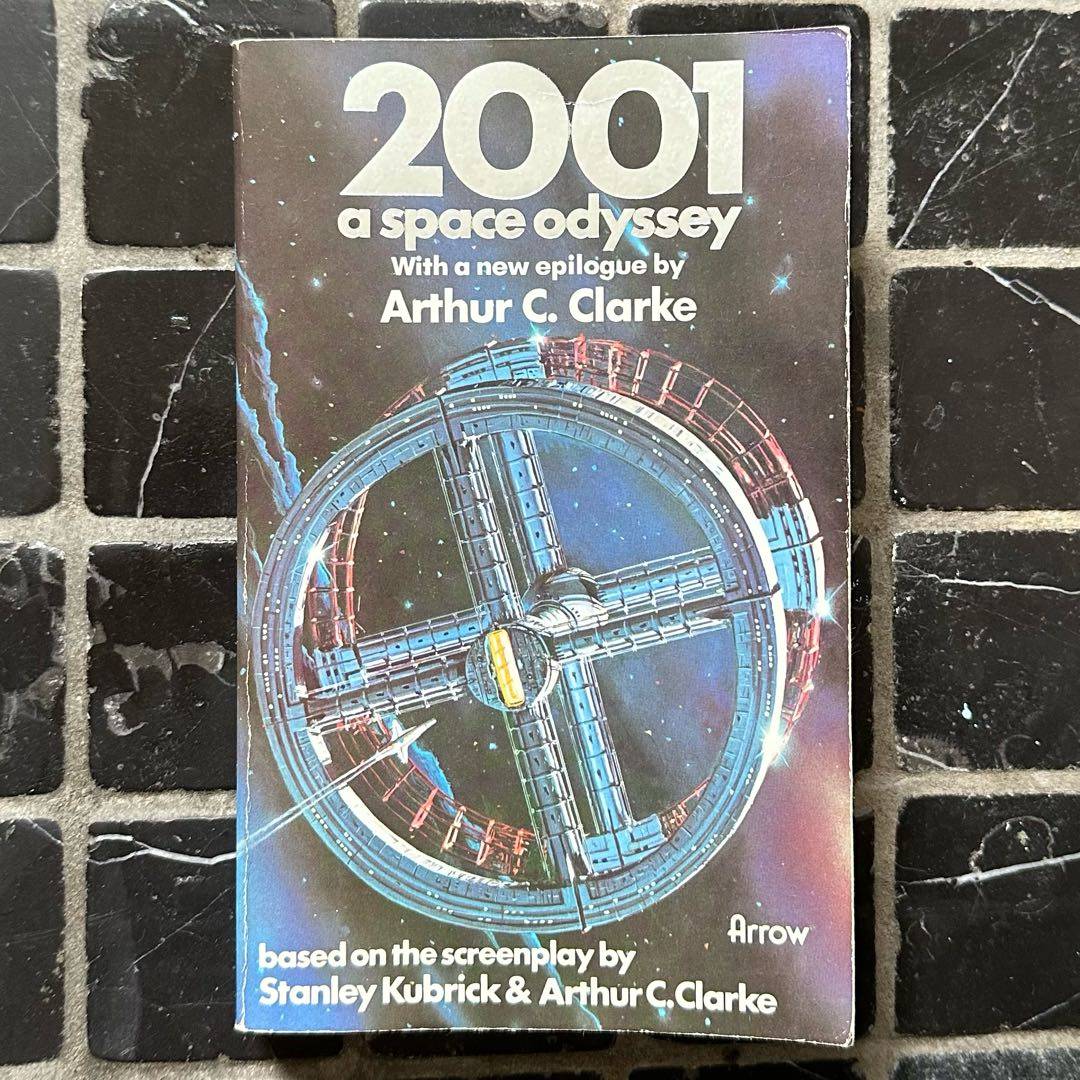 2001
a space odyssey
With a new epilogue by
Arthur C. Clarke
Arrow
based on the screenplay by
Stanley Kubrick & Arthur C. Clarke